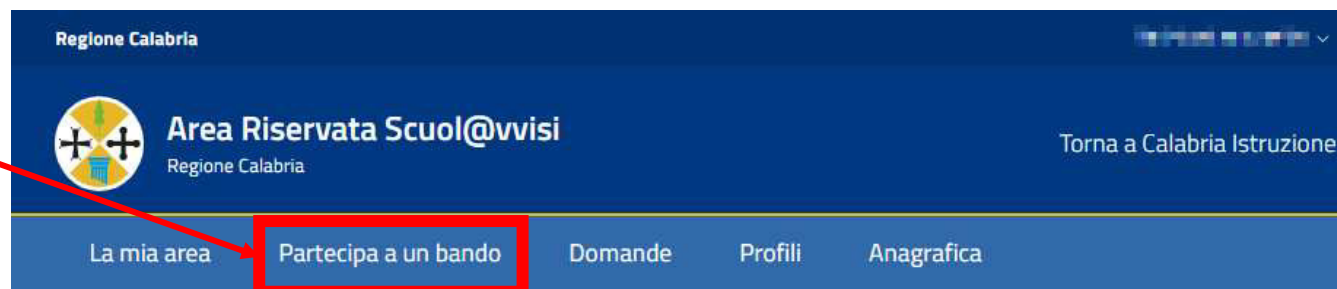 Regione Calabria
Area Riservata Scuol@vvisi
Regione Calabria
Torna a Calabria Istruzione
La mia area Partecipa a un bando Domande Profili Anagrafica